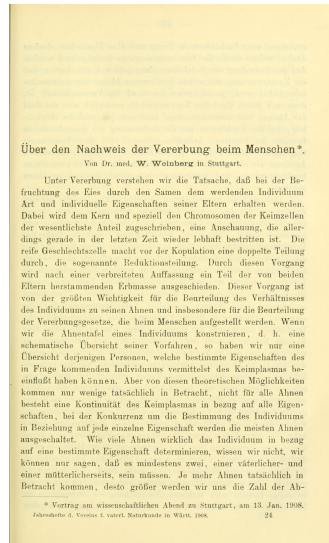 Über den Nachweis der Vererbung beim Menschen*.
Von Dr. med. W. Weinberg in Stuttgart.
Unter Vererbung verstehen wir die Tatsache, daß bei der Be-
fruchtung des Eies durch den Samen dem werdenden Individuum
Art und individuelle Eigenschaften seiner Eltern erhalten werden.
Dabei wird dem Kern und speziell den Chromosomen der Keimzellen
der wesentlichste Anteil zugeschrieben, eine Anschauung, die aller-
dings gerade in der letzten Zeit wieder lebhaft bestritten ist. Die
reife Geschlechtszelle macht vor der Kopulation eine doppelte Teilung
durch, die sogenannte Reduktionsteilung. Durch diesen Vorgang
wird nach einer verbreiteten Auffassung ein Teil der von beiden
Eltern herstammenden Erbmasse ausgeschieden. Dieser Vorgang ist
von der größten Wichtigkeit für die Beurteilung des Verhältnisses
des Individuums zu seinen Ahnen und insbesondere für die Beurteilung
der Vererbungsgesetze, die beim Menschen aufgestellt werden. Wenn
wir die Ahnentafel eines Individuums konstruieren, d. h. eine
schematische Übersicht seiner Vorfahren, so haben wir nur eine
Übersicht derjenigen Personen, welche bestimmte Eigenschaften des
in Frage kommenden Individuums vermittelst des Keimplasmas be-
einflußt haben können. Aber von diesen theoretischen Möglichkeiten
kommen nur wenige tatsächlich in Betracht, nicht für alle Ahnen
besteht eine Kontinuität des Keimplasmas in bezug auf alle Eigen-
schaften, bei der Konkurrenz um die Bestimmung des Individuums
in Beziehung auf jede einzelne Eigenschaft werden die meisten Ahnen
ausgeschaltet. Wie viele Ahnen wirklich das Individuum in bezug
auf eine bestimmte Eigenschaft determinieren, wissen wir nicht, wir
können nur sagen, daß es mindestens zwei, einer väterlicher- und
einer mütterlicherseits, sein müssen. Je mehr Ahnen tatsächlich in
Betracht kommen, desto größer werden wir uns die Zahl der Ab-
* Vortrag am wissenschaftlichen Abend zu Stuttgart, am 13. Jan. 1908.
Jahreshefte d. Vereins f. vaterl. Naturkunde in Württ. 1908. 24